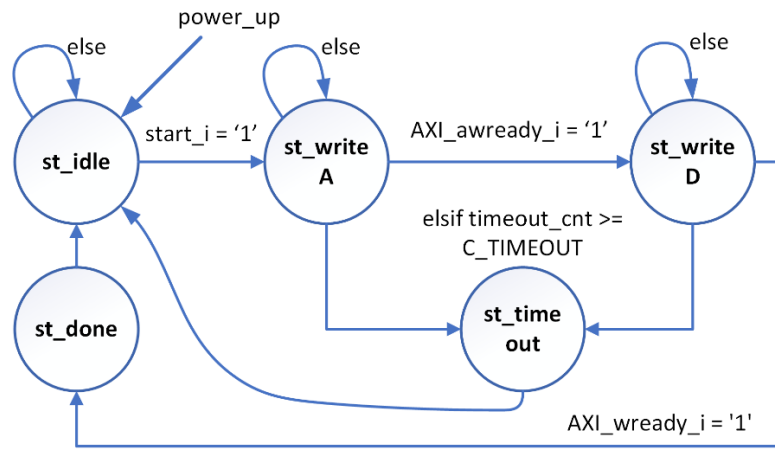 power_up
else
else
else
start_i = ‘1’
AXI_awready_i = ‘1’
st_idle
st_write
A
st_write
D
elsif timeout_cnt >=
C_TIMEOUT
st_done
st_time
out
AXI_wready_i = '1'